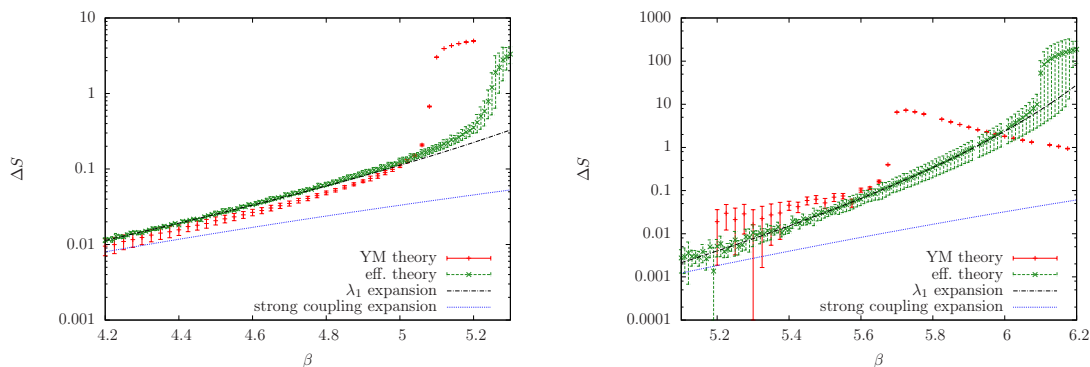 10
1
0.1
0.01
0.001
ΔS
4.2
4.4
4.6
4.8
5
5.2
β
YM theory
eff. theory
λ₁ expansion
strong coupling expansion
1000
100
10
1
0.1
0.01
0.001
0.0001
ΔS
5.2
5.4
5.6
5.8
6
6.2
β
YM theory
eff. theory
λ₁ expansion
strong coupling expansion